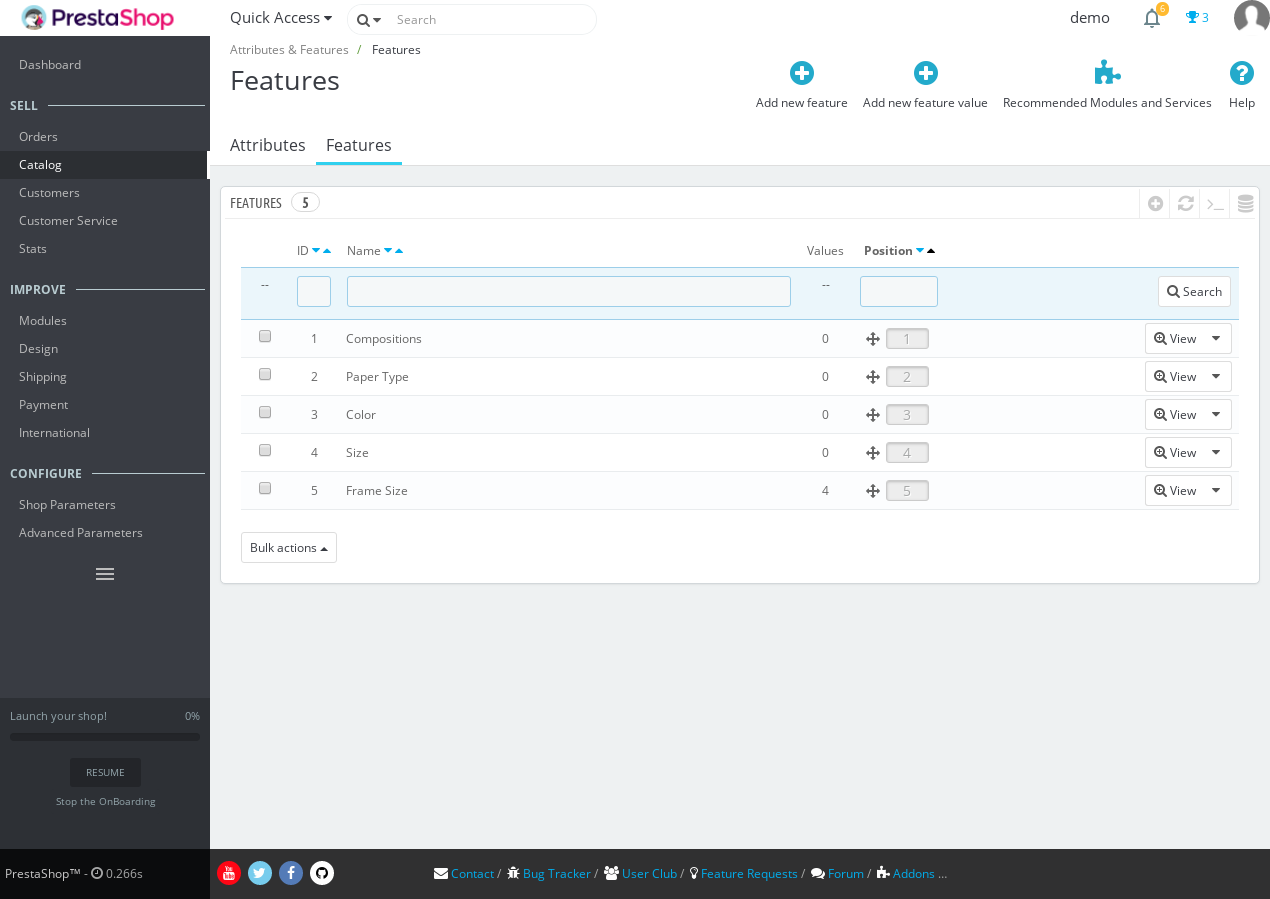 PrestaShop
Quick Access
Search
demo
6
3
Attributes & Features / Features
Features
Add new feature
Add new feature value
Recommended Modules and Services
Help
Attributes
Features
Dashboard
SELL
Orders
Catalog
Customers
Customer Service
Stats
IMPROVE
Modules
Design
Shipping
Payment
International
CONFIGURE
Shop Parameters
Advanced Parameters
Launch your shop! 0%
RESUME
Stop the OnBoarding
PrestaShop™ - 0.266s
FEATURES 5
ID Name Values Position
-- -- Search
1 Compositions 0 1 View
2 Paper Type 0 2 View
3 Color 0 3 View
4 Size 0 4 View
5 Frame Size 4 5 View
Bulk actions
You Tube
Contact / Bug Tracker / User Club / Feature Requests / Forum / Addons ...